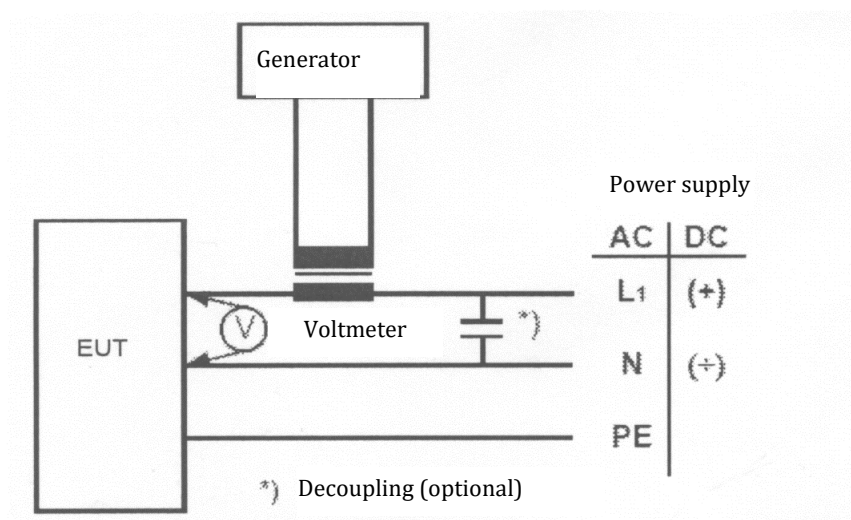 Generator
Power supply
AC DC
L1 (+)
V Voltmeter *)
EUT
N (÷)
PE
*) Decoupling (optional)